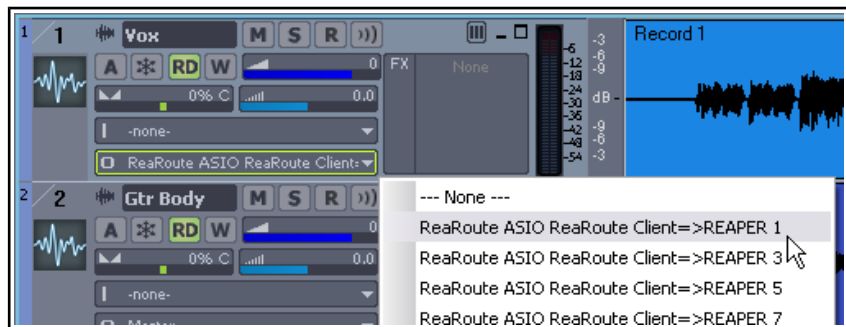 1 1 Vox M S R Record 1
A RD W 0 FX None
0% C 0.0
-none-
O ReaRoute ASIO ReaRoute Client:
-6
-12
-18
-24
-30
-36
-42
-48
-54
-3
-6
-9
dB -
-9
-6
-3
2 2 Gtr Body M S R
A RD W 0
0% C 0.0
-none-
O Master
--- None ---
ReaRoute ASIO ReaRoute Client=>REAPER 1
ReaRoute ASIO ReaRoute Client=>REAPER 3
ReaRoute ASIO ReaRoute Client=>REAPER 5
ReaRoute ASIO ReaRoute Client=>REAPER 7